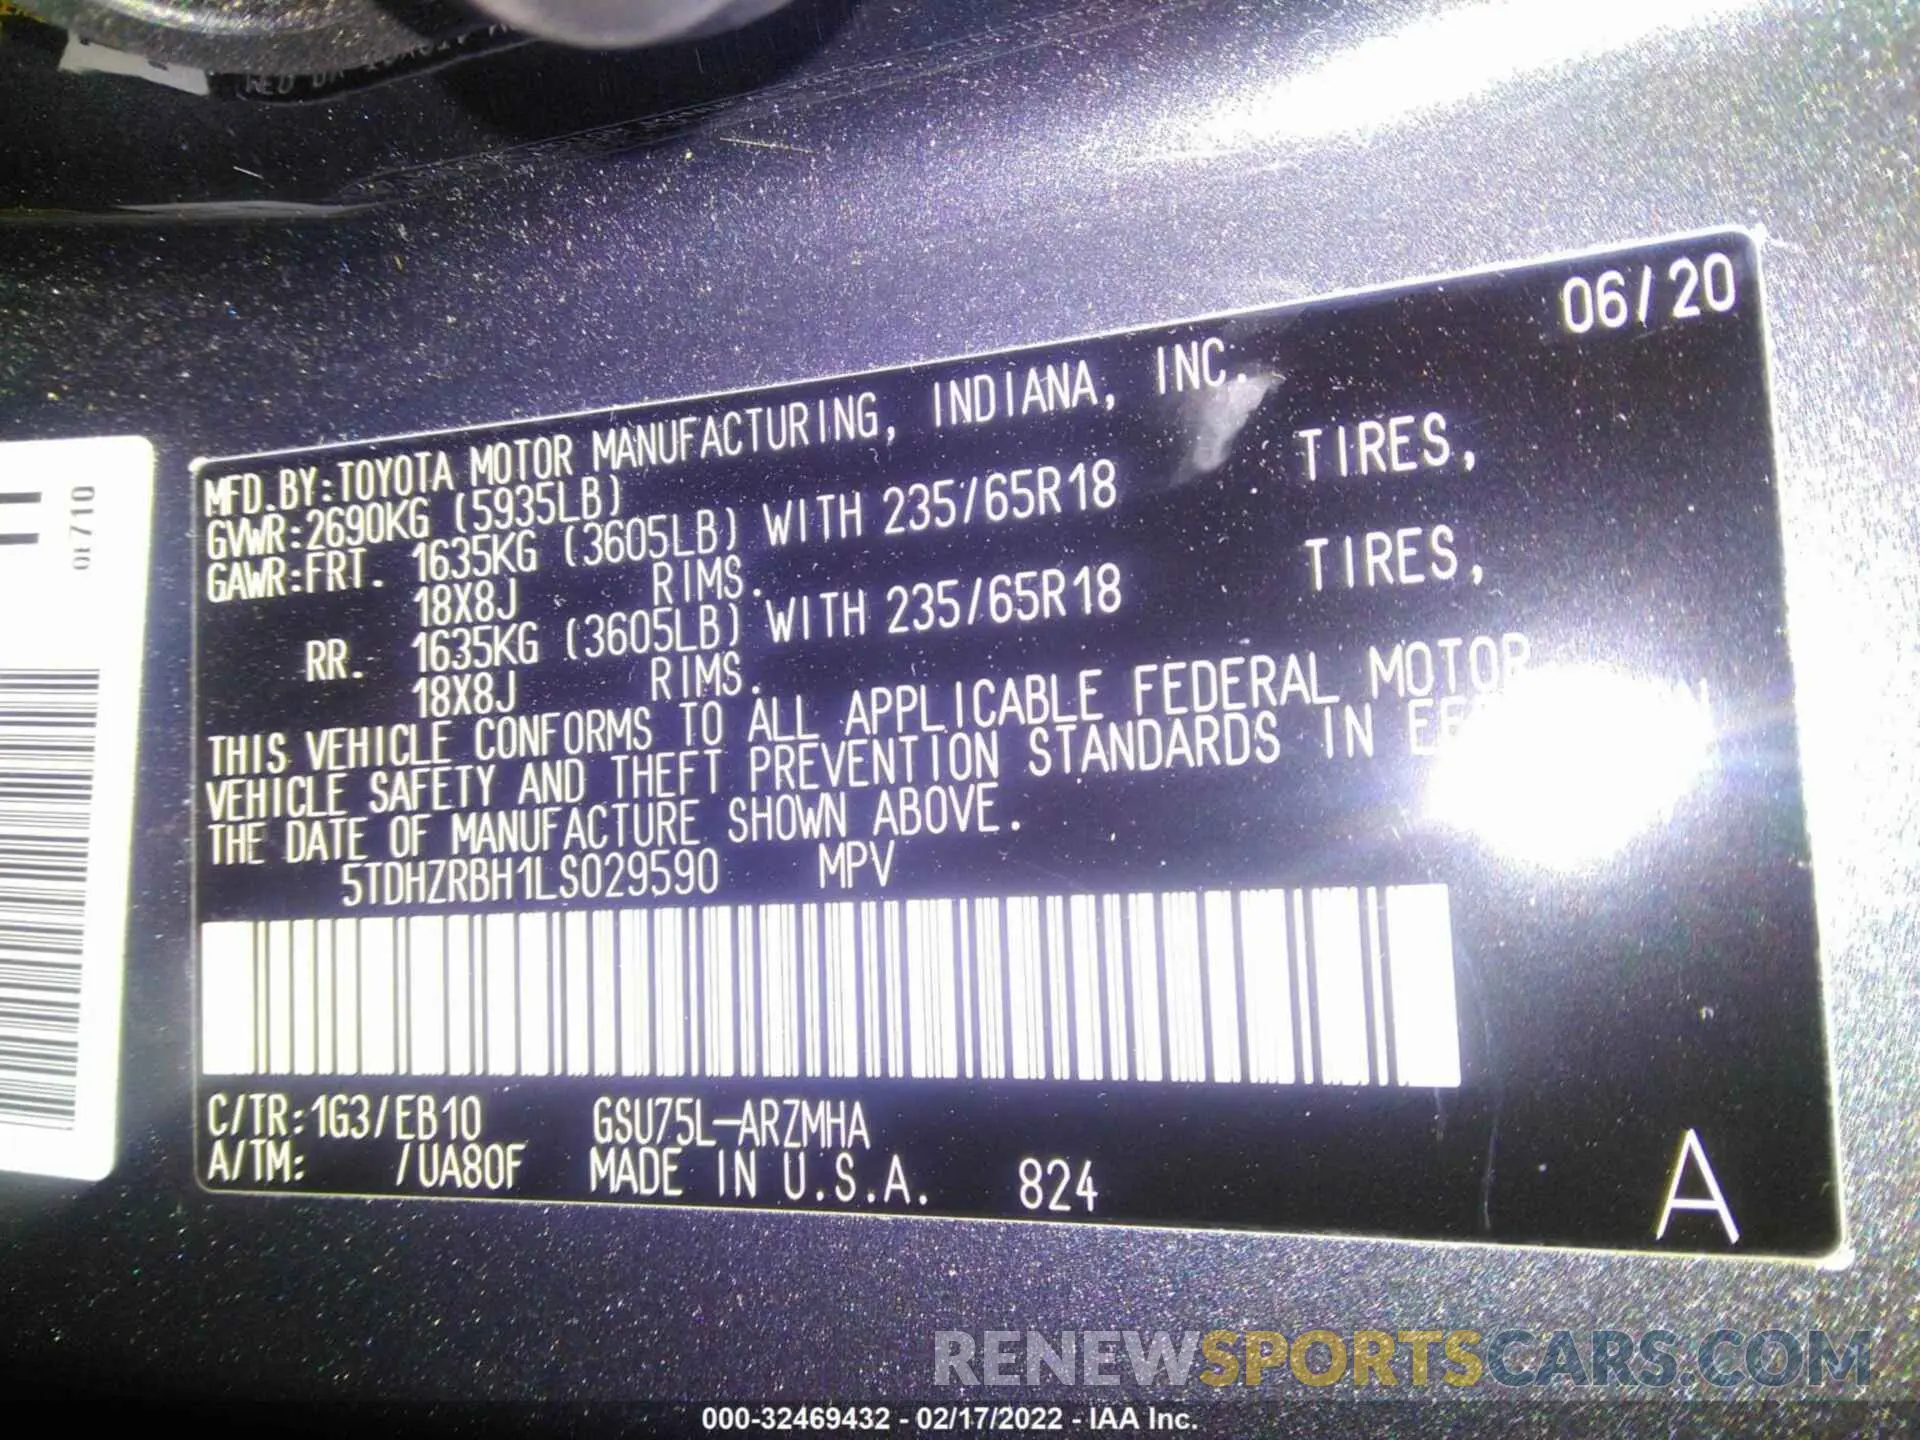 06/20
MFD.BY:TOYOTA MOTOR MANUFACTURING, INDIANA, INC.
GVWR:2690KG (5935LB)
GAWR:FRT. 1635KG (3605LB) WITH 235/65R18 TIRES,
18X8J RIMS.
RR. 1635KG (3605LB) WITH 235/65R18 TIRES,
18X8J RIMS.
THIS VEHICLE CONFORMS TO ALL APPLICABLE FEDERAL MOTOR
VEHICLE SAFETY AND THEFT PREVENTION STANDARDS IN
THE DATE OF MANUFACTURE SHOWN ABOVE.
5TDHZRBH1LS029590 MPV
C/TR:1G3/EB10 GSU75L-ARZMHA
A/TM: /UA80F MADE IN U.S.A. 824
A
0E710
RENEWSPORTSCARS.COM
000-32469432 - 02/17/2022 - IAA Inc.